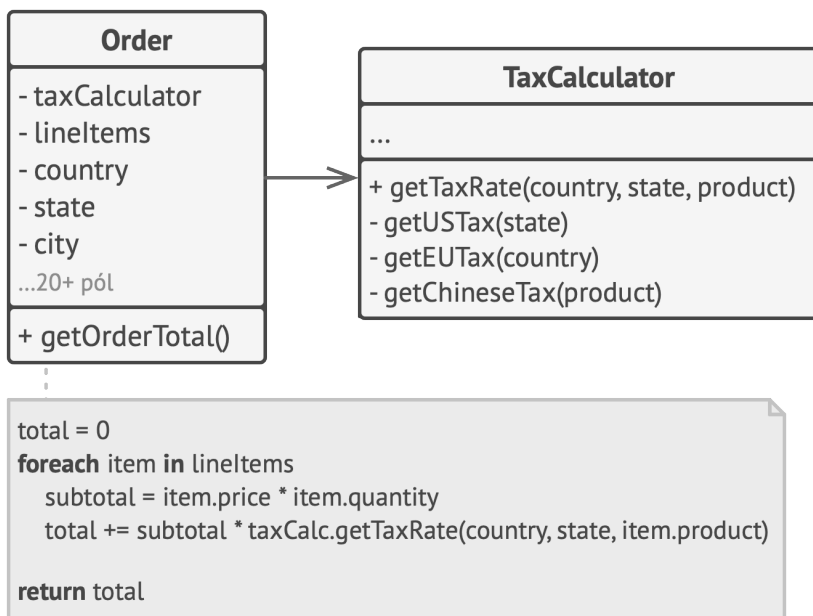 Order
- taxCalculator
- lineItems
- country
- state
- city
...20+ pól
+ getOrderTotal()
TaxCalculator
...
+ getTaxRate(country, state, product)
- getUSTax(state)
- getEUTax(country)
- getChineseTax(product)
total = 0
foreach item in lineItems
subtotal = item.price * item.quantity
total += subtotal * taxCalc.getTaxRate(country, state, item.product)
return total